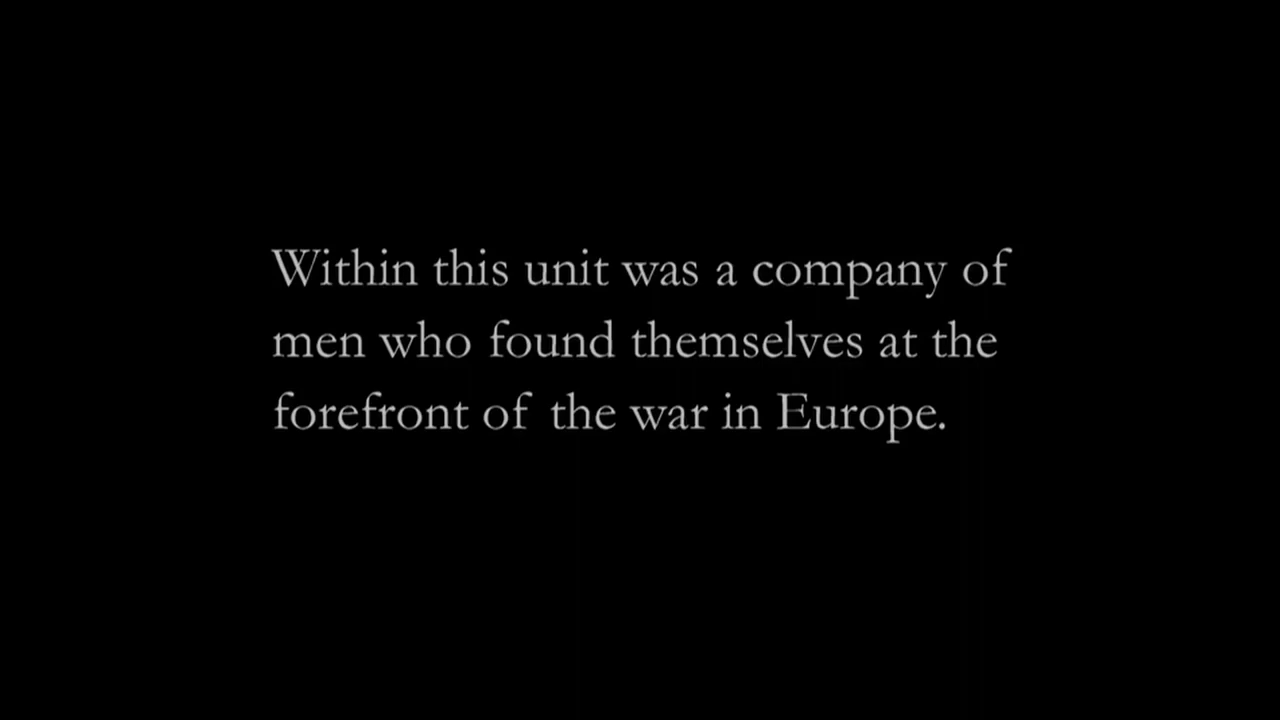 Within this unit was a company of
men who found themselves at the
forefront of the war in Europe.